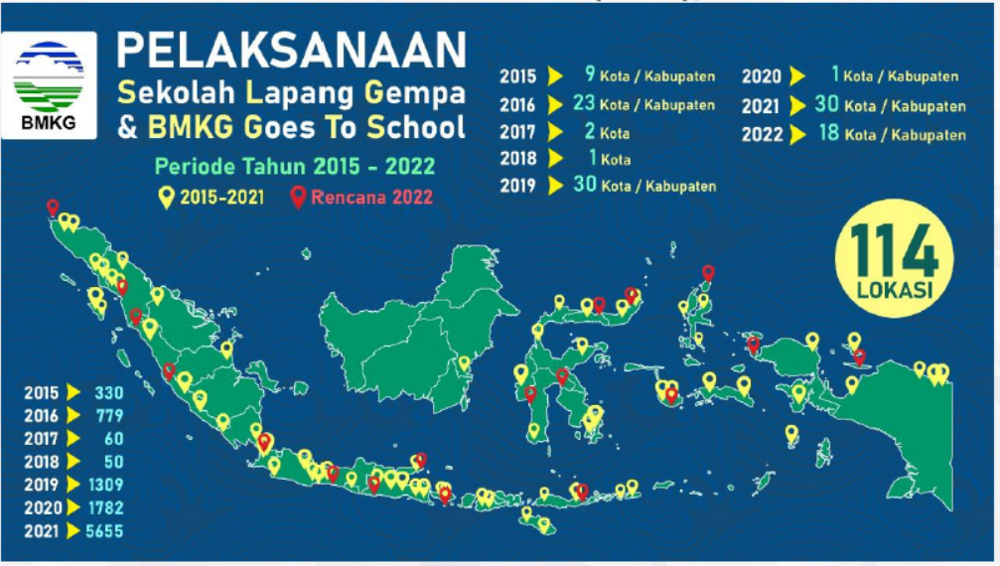 BMKG
PELAKSANAAN
Sekolah Lapang Gempa
& BMKG Goes To School
Periode Tahun 2015 - 2022
2015-2021
Rencana 2022
2015 9 Kota / Kabupaten
2016 23 Kota / Kabupaten
2017 2 Kota
2018 1 Kota
2019 30 Kota / Kabupaten
2020 1 Kota / Kabupaten
2021 30 Kota / Kabupaten
2022 18 Kota / Kabupaten
114
LOKASI
2015 330
2016 779
2017 60
2018 50
2019 1309
2020 1782
2021 5655